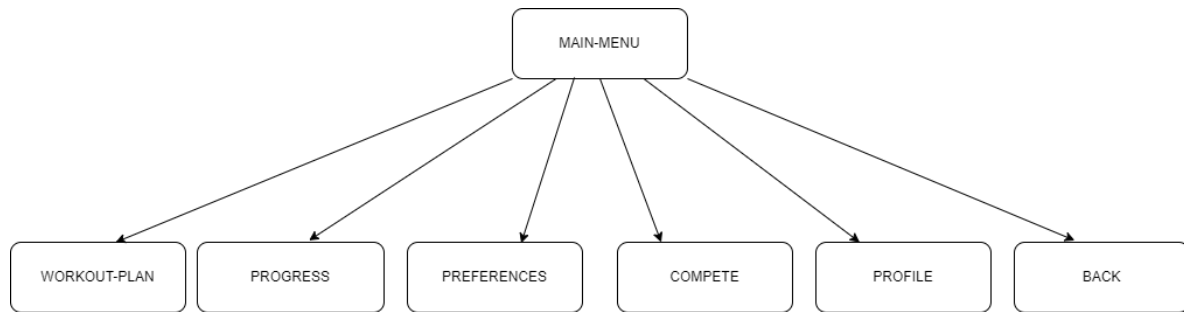 MAIN-MENU
WORKOUT-PLAN
PROGRESS
PREFERENCES
COMPETE
PROFILE
BACK